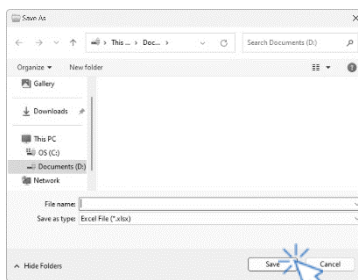 Save As
This ... > Doc... >
Search Documents (D:)
Organize
New folder
Gallery
Downloads
This PC
OS (C:)
Documents (D:)
Network
File name:
Save as type: Excel File (*.xlsx)
Hide Folders
Save
Cancel